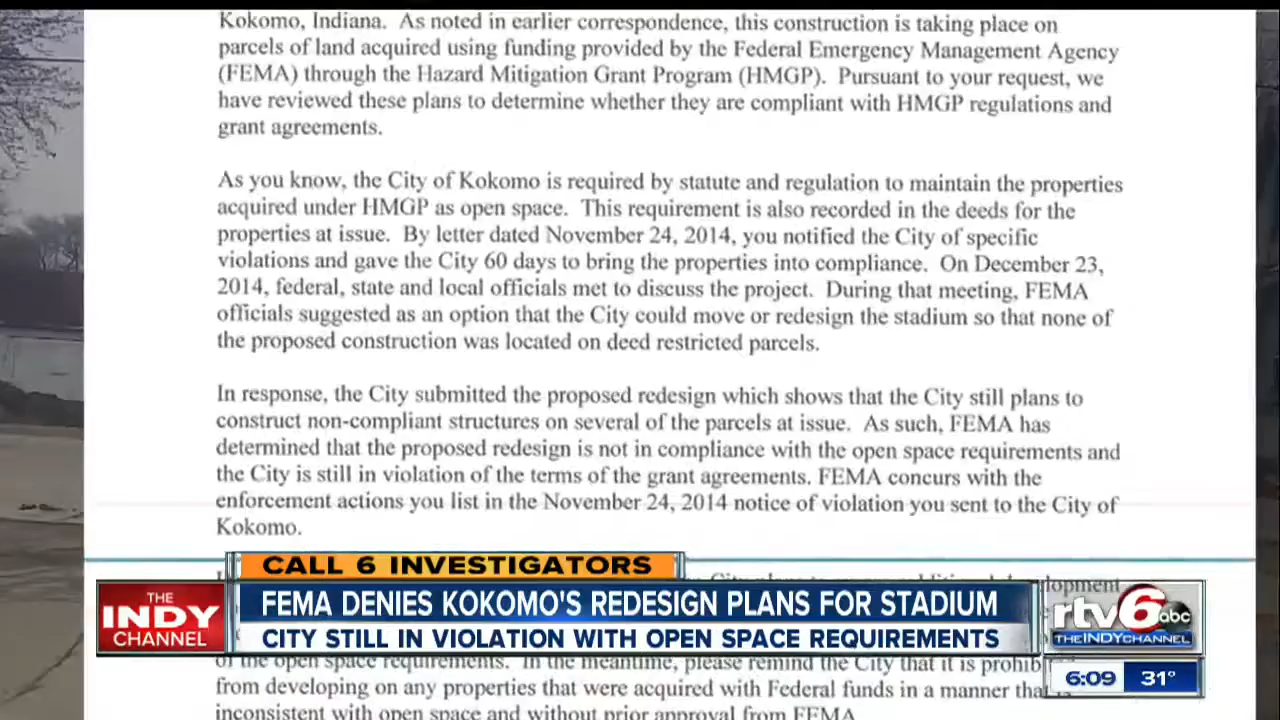 Kokomo, Indiana. As noted in earlier correspondence, this construction is taking place on
parcels of land acquired using funding provided by the Federal Emergency Management Agency
(FEMA) through the Hazard Mitigation Grant Program (HMGP). Pursuant to your request, we
have reviewed these plans to determine whether they are compliant with HMGP regulations and
grant agreements.
As you know, the City of Kokomo is required by statute and regulation to maintain the properties
acquired under HMGP as open space. This requirement is also recorded in the deeds for the
properties at issue. By letter dated November 24, 2014, you notified the City of specific
violations and gave the City 60 days to bring the properties into compliance. On December 23,
2014, federal, state and local officials met to discuss the project. During that meeting, FEMA
officials suggested as an option that the City could move or redesign the stadium so that none of
the proposed construction was located on deed restricted parcels.
In response, the City submitted the proposed redesign which shows that the City still plans to
construct non-compliant structures on several of the parcels at issue. As such, FEMA has
determined that the proposed redesign is not in compliance with the open space requirements and
the City is still in violation of the terms of the grant agreements. FEMA concurs with the
enforcement actions you list in the November 24, 2014 notice of violation you sent to the City of
Kokomo.
CALL 6 INVESTIGATORS
THE
INDY
CHANNEL
FEMA DENIES KOKOMO'S REDESIGN PLANS FOR STADIUM
CITY STILL IN VIOLATION WITH OPEN SPACE REQUIREMENTS
rtv6 abc
THEINDYCHANNEL
6:09 31°
of the open space requirements. In the meantime, please remind the City that it is
from developing any properties that were acquired with Federal funds in a manner
inconsistent with open space and without prior approval from FEMA